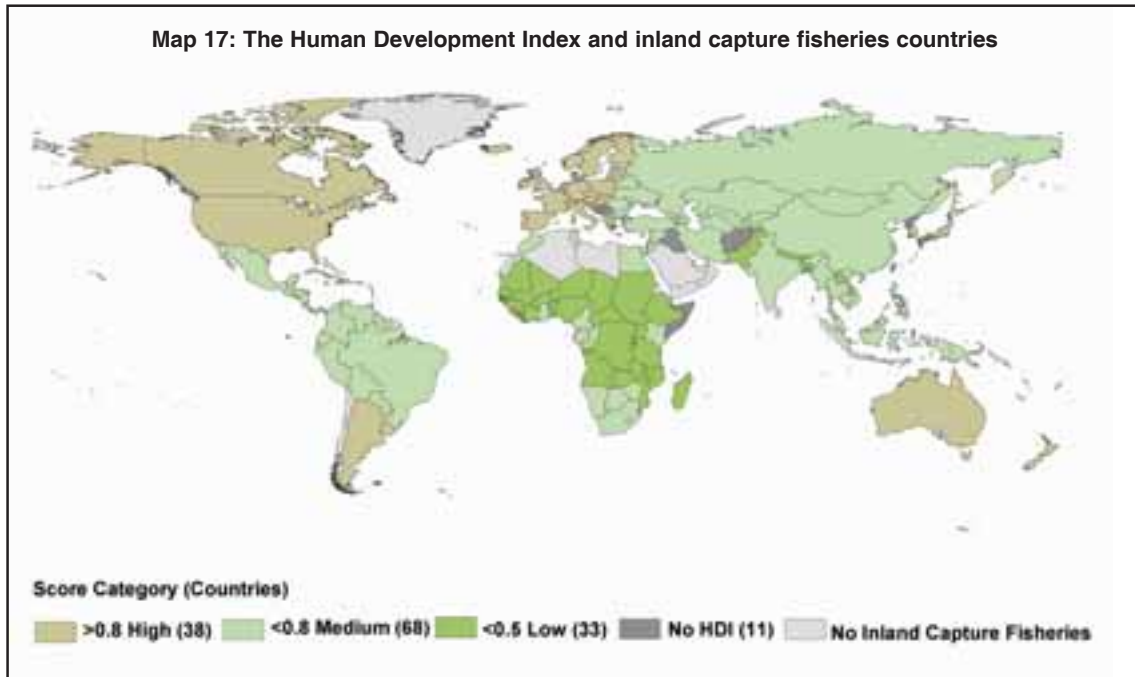 Map 17: The Human Development Index and inland capture fisheries countries
Score Category (Countries)
>0.8 High (38) <0.8 Medium (68) <0.5 Low (33) No HDI (11) No Inland Capture Fisheries